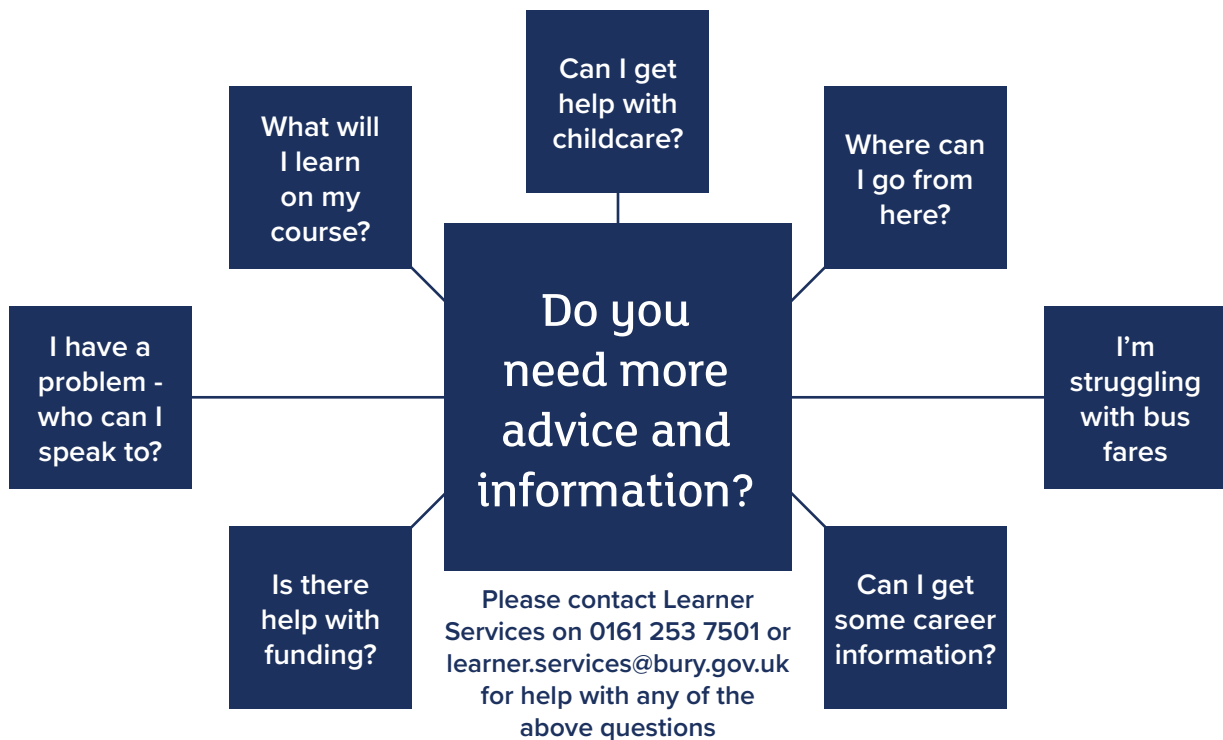 Can I get
help with
childcare?
What will
I learn
on my
course?
Where can
I go from
here?
I have a
problem -
who can I
speak to?
Do you
need more
advice and
information?
I'm
struggling
with bus
fares
Is there
help with
funding?
Please contact Learner
Services on 0161 253 7501 or
learner.services@bury.gov.uk
for help with any of the
above questions
Can I get
some career
information?